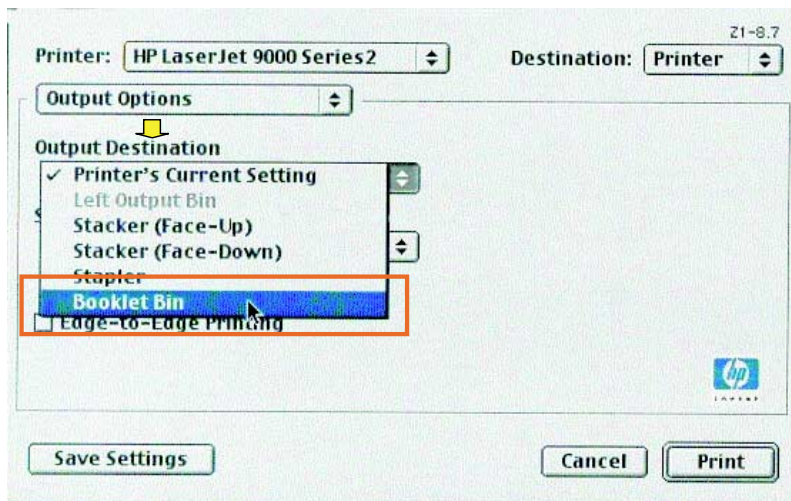 Z1-8.7
Printer: HP LaserJet 9000 Series2 Destination: Printer
Output Options
Output Destination
✓ Printer's Current Setting
Left Output Bin
Stacker (Face-Up)
Stacker (Face-Down)
Stapler
Booklet Bin
Edge-to-Edge Printing
hp
invent
Save Settings Cancel Print